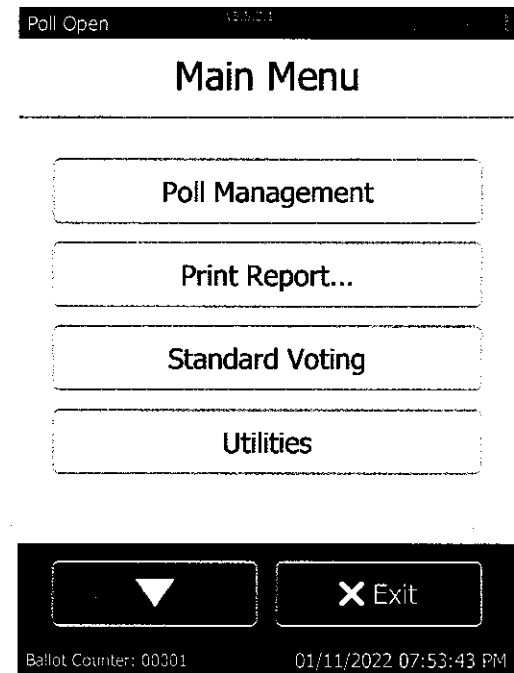 Poll Open
Main Menu
Poll Management
Print Report...
Standard Voting
Utilities
Exit
Ballot Counter: 00001
01/11/2022 07:53:43 PM